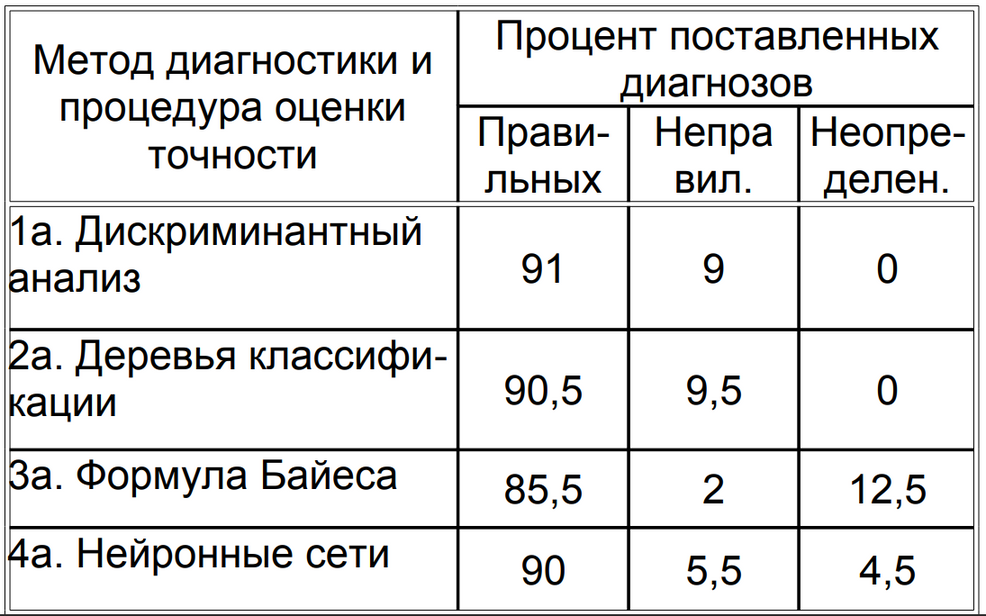 Метод диагностики и
процедура оценки
точности
Процент поставленных
диагнозов
Прави-
льных
Непра
вил.
Неопре-
делен.
1а. Дискриминантный
анализ
91
9
0
2а. Деревья классифи-
кации
90,5
9,5
0
3а. Формула Байеса
85,5
2
12,5
4а. Нейронные сети
90
5,5
4,5